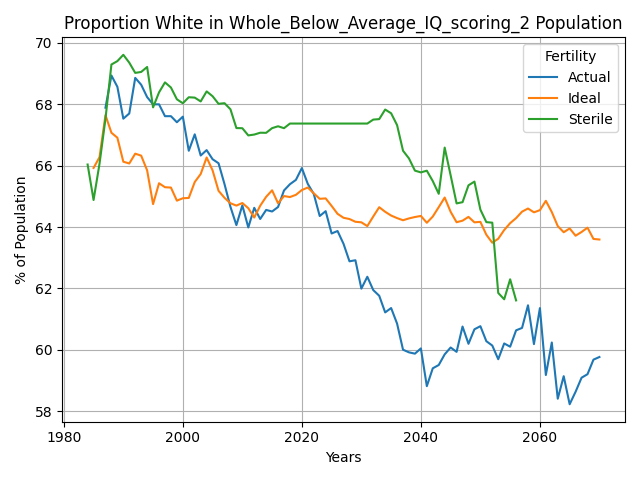 Proportion White in Whole_Below_Average_IQ_scoring_2 Population
Fertility
Actual
Ideal
Sterile
% of Population
70
68
66
64
62
60
58
1980
2000
2020
2040
2060
Years